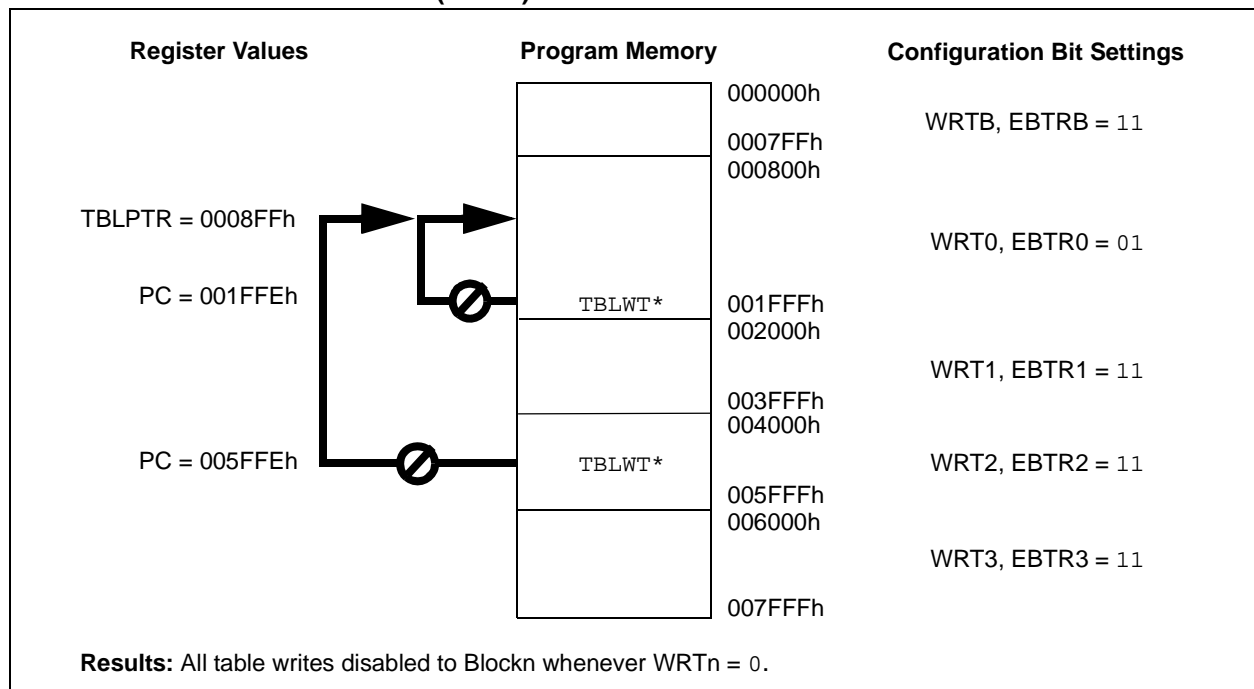 Register Values Program Memory Configuration Bit Settings
000000h
WRTB, EBTRB = 11
0007FFh
000800h
TBLPTR = 0008FFh
WRT0, EBTR0 = 01
PC = 001FFEh TBLWT* 001FFFh
002000h
WRT1, EBTR1 = 11
003FFFh
004000h
PC = 005FFEh TBLWT* WRT2, EBTR2 = 11
005FFFh
006000h
WRT3, EBTR3 = 11
007FFFh
Results: All table writes disabled to Blockn whenever WRTn = 0.